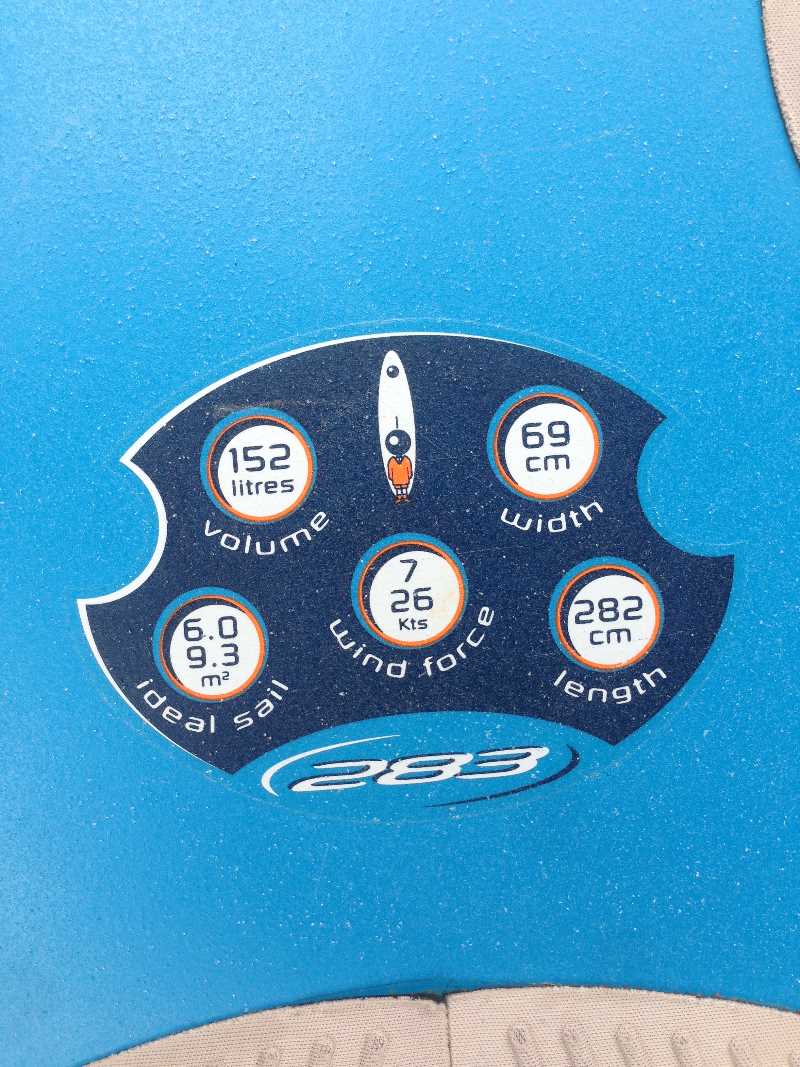 152
litres
volume
69
cm
width
7
26
Kts
wind force
6.0
9.3
m²
ideal sail
282
cm
length
283